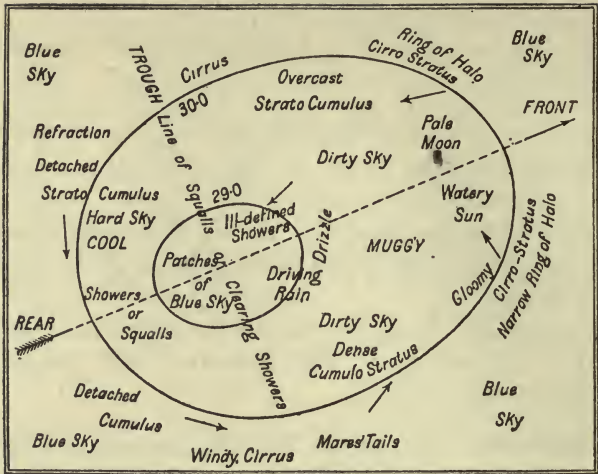 Blue
Sky
TROUGH Line of Squalls or Clearing Showers
Cirrus
30·0
Overcast
Strato Cumulus
Ring of Halo
Cirro Stratus
Blue
Sky
FRONT
Refraction
Detached
Strato Cumulus
Hard Sky
COOL
29·0
Ill-defined
Showers
Dirty Sky
Pale
Moon
Watery
Sun
Patches
of
Blue Sky
Driving
Rain
Drizzle
MUGGY
Gloomy
Cirro-Stratus
Narrow Ring of Halo
Showers
or
Squalls
REAR
Dirty Sky
Dense
Cumulo Stratus
Detached
Cumulus
Blue Sky
Windy, Cirrus
Mares' Tails
Blue
Sky